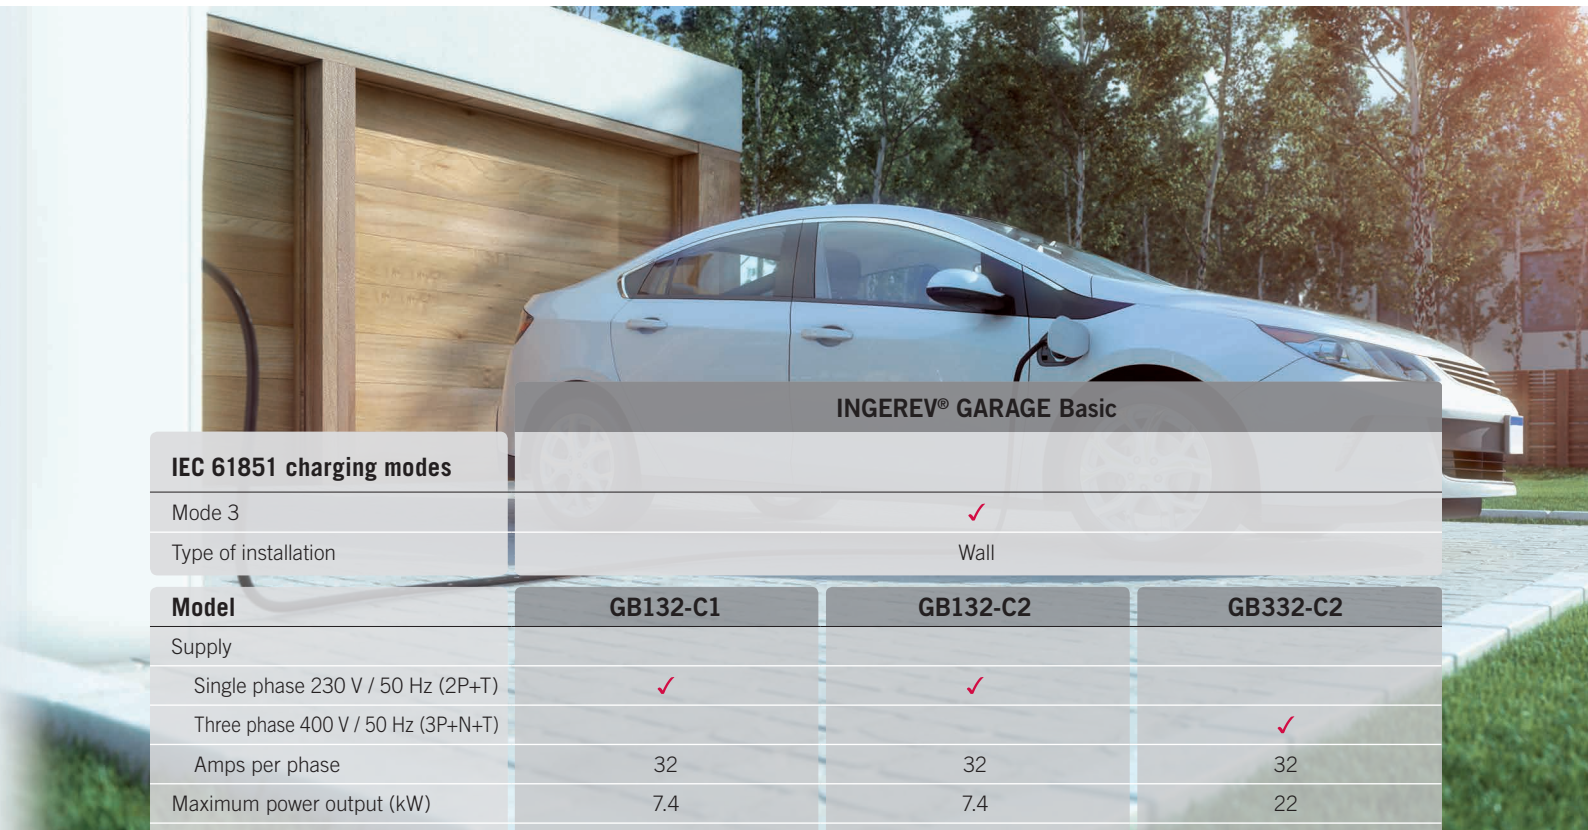 INGEREV® GARAGE Basic
IEC 61851 charging modes
Mode 3 ✓
Type of installation Wall
Model GB132-C1 GB132-C2 GB332-C2
Supply
Single phase 230 V / 50 Hz (2P+T) ✓ ✓
Three phase 400 V / 50 Hz (3P+N+T) ✓
Amps per phase 32 32 32
Maximum power output (kW) 7.4 7.4 22